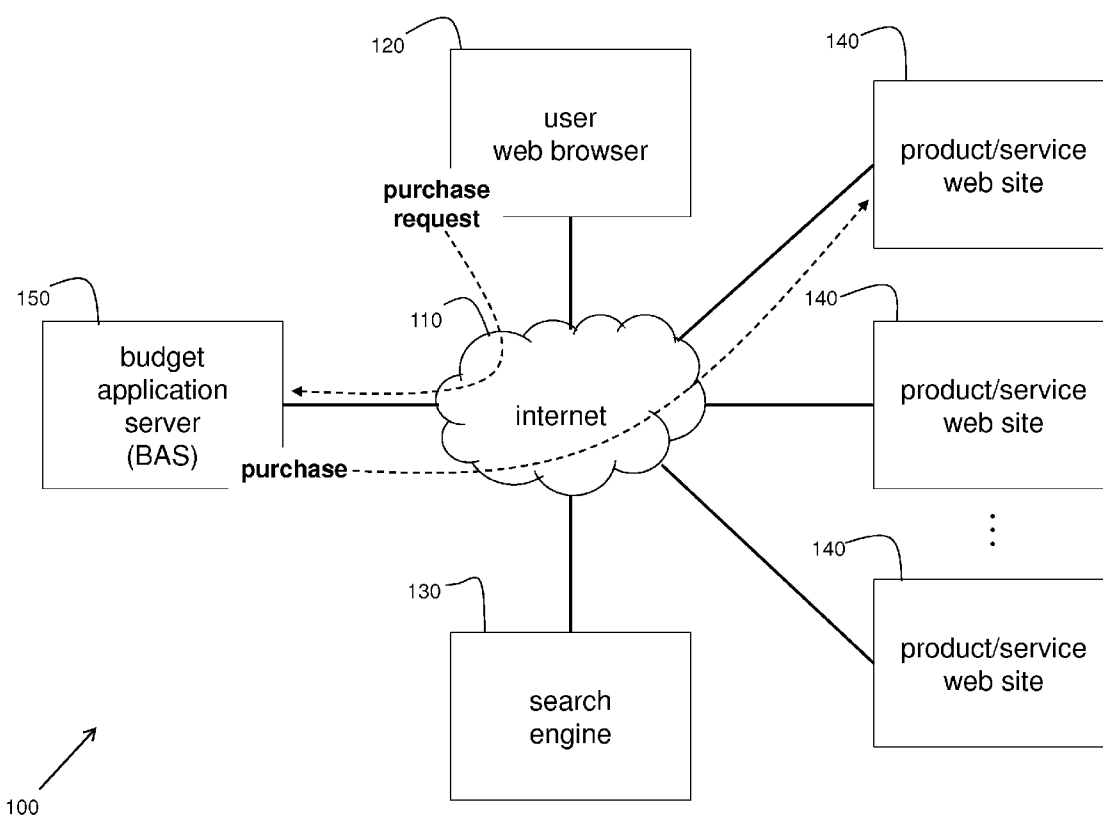 120
user
web browser
140
product/service
web site
purchase
request
150
budget
application
server
(BAS)
110
internet
140
product/service
web site
purchase
130
search
engine
140
product/service
web site
100